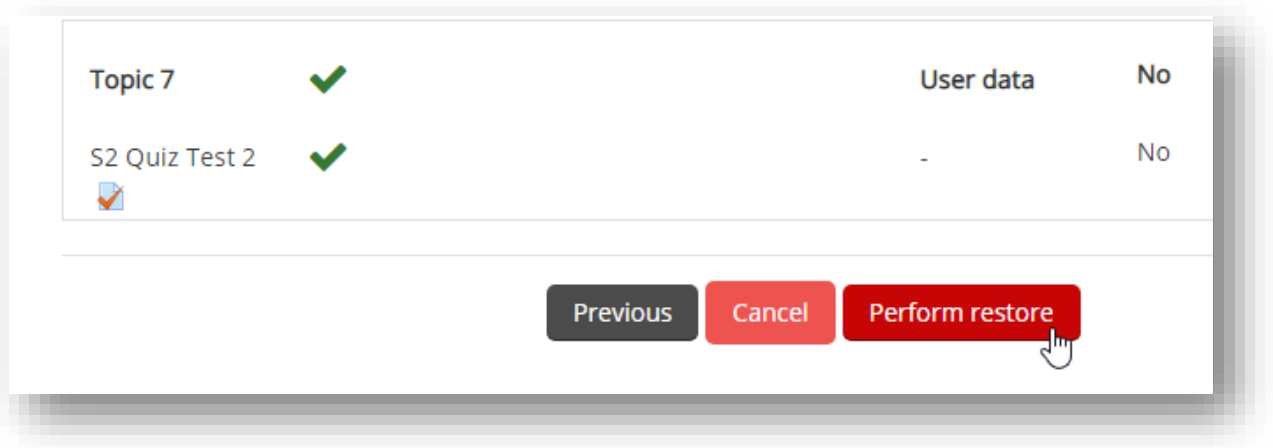 Topic 7 User data No
S2 Quiz Test 2 - No
Previous Cancel Perform restore